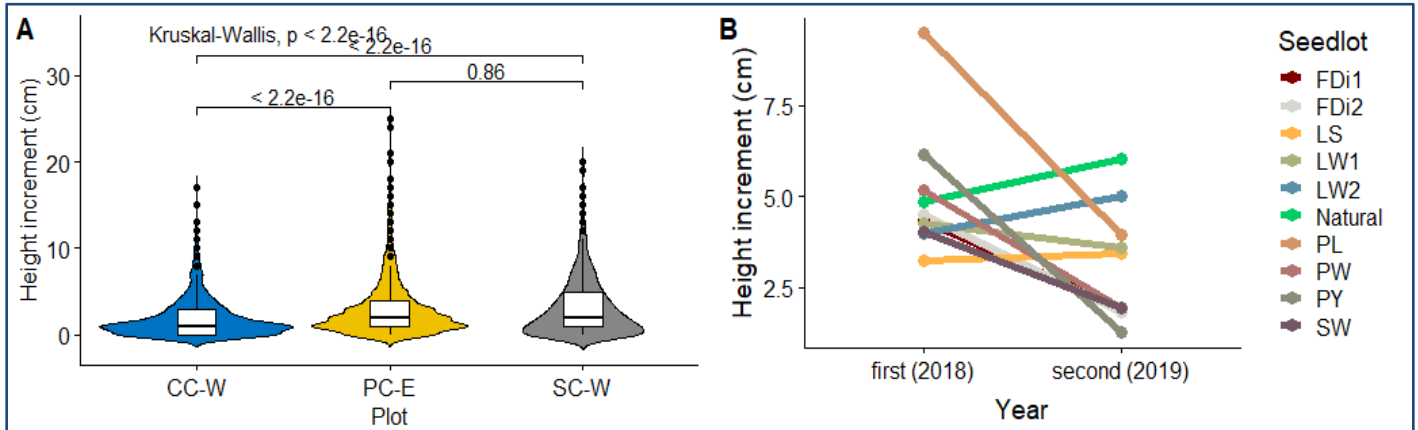 A
Kruskal-Wallis, p < 2.2e-16
< 2.2e-16
0.86
< 2.2e-16
Height increment (cm)
30
20
10
0
CC-W PC-E SC-W
Plot
B
Height increment (cm)
7.5
5.0
2.5
first (2018) second (2019)
Year
Seedlot
FDi1
FDi2
LS
LW1
LW2
Natural
PL
PW
PY
SW